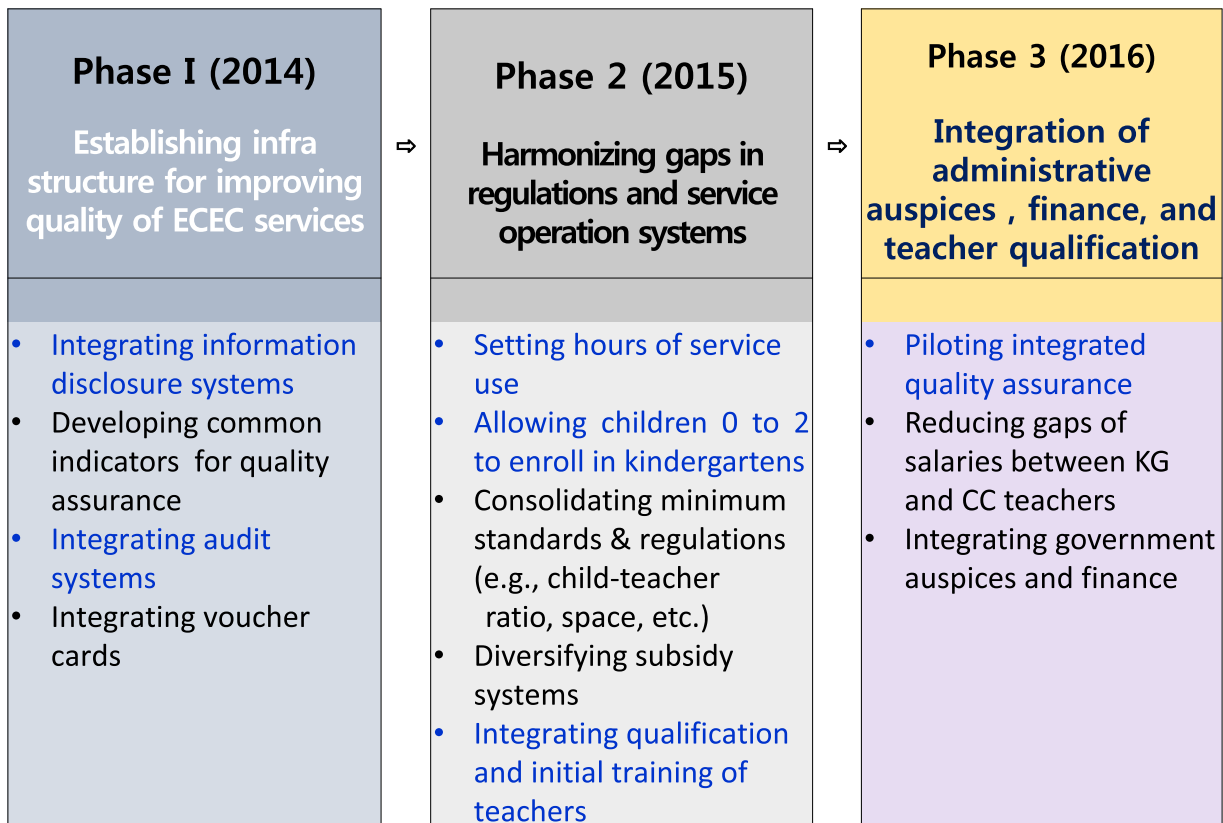 Phase I (2014)
Establishing infra
structure for improving
quality of ECEC services
• Integrating information
disclosure systems
• Developing common
indicators for quality
assurance
• Integrating audit
systems
• Integrating voucher
cards
⇨
Phase 2 (2015)
Harmonizing gaps in
regulations and service
operation systems
• Setting hours of service
use
• Allowing children 0 to 2
to enroll in kindergartens
• Consolidating minimum
standards & regulations
(e.g., child-teacher
ratio, space, etc.)
• Diversifying subsidy
systems
• Integrating qualification
and initial training of
teachers
⇨
Phase 3 (2016)
Integration of
administrative
auspices , finance, and
teacher qualification
• Piloting integrated
quality assurance
• Reducing gaps of
salaries between KG
and CC teachers
• Integrating government
auspices and finance